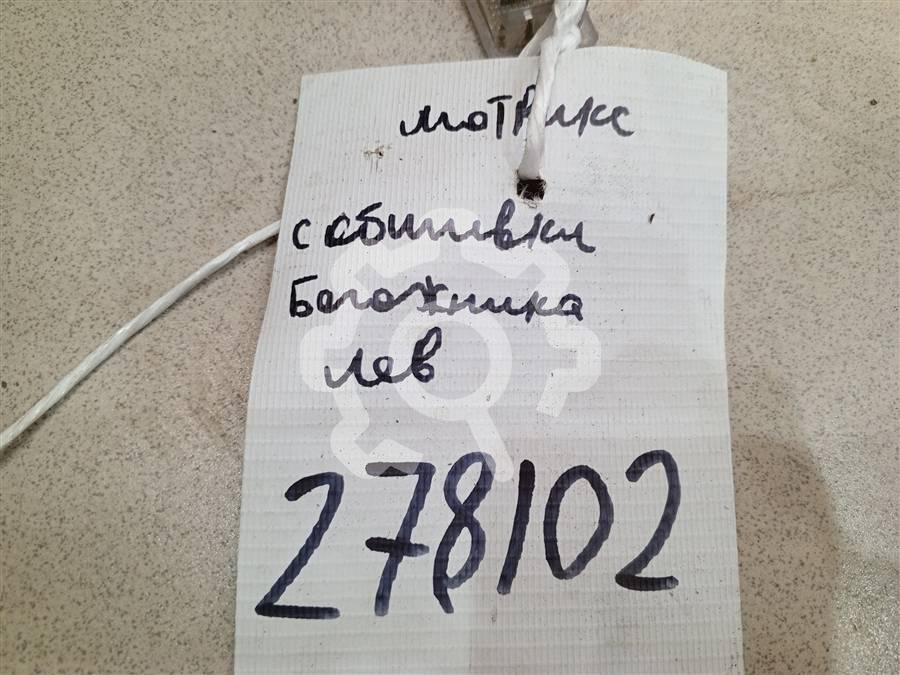 матрикс
с обшивки
Багажника
лев
278102